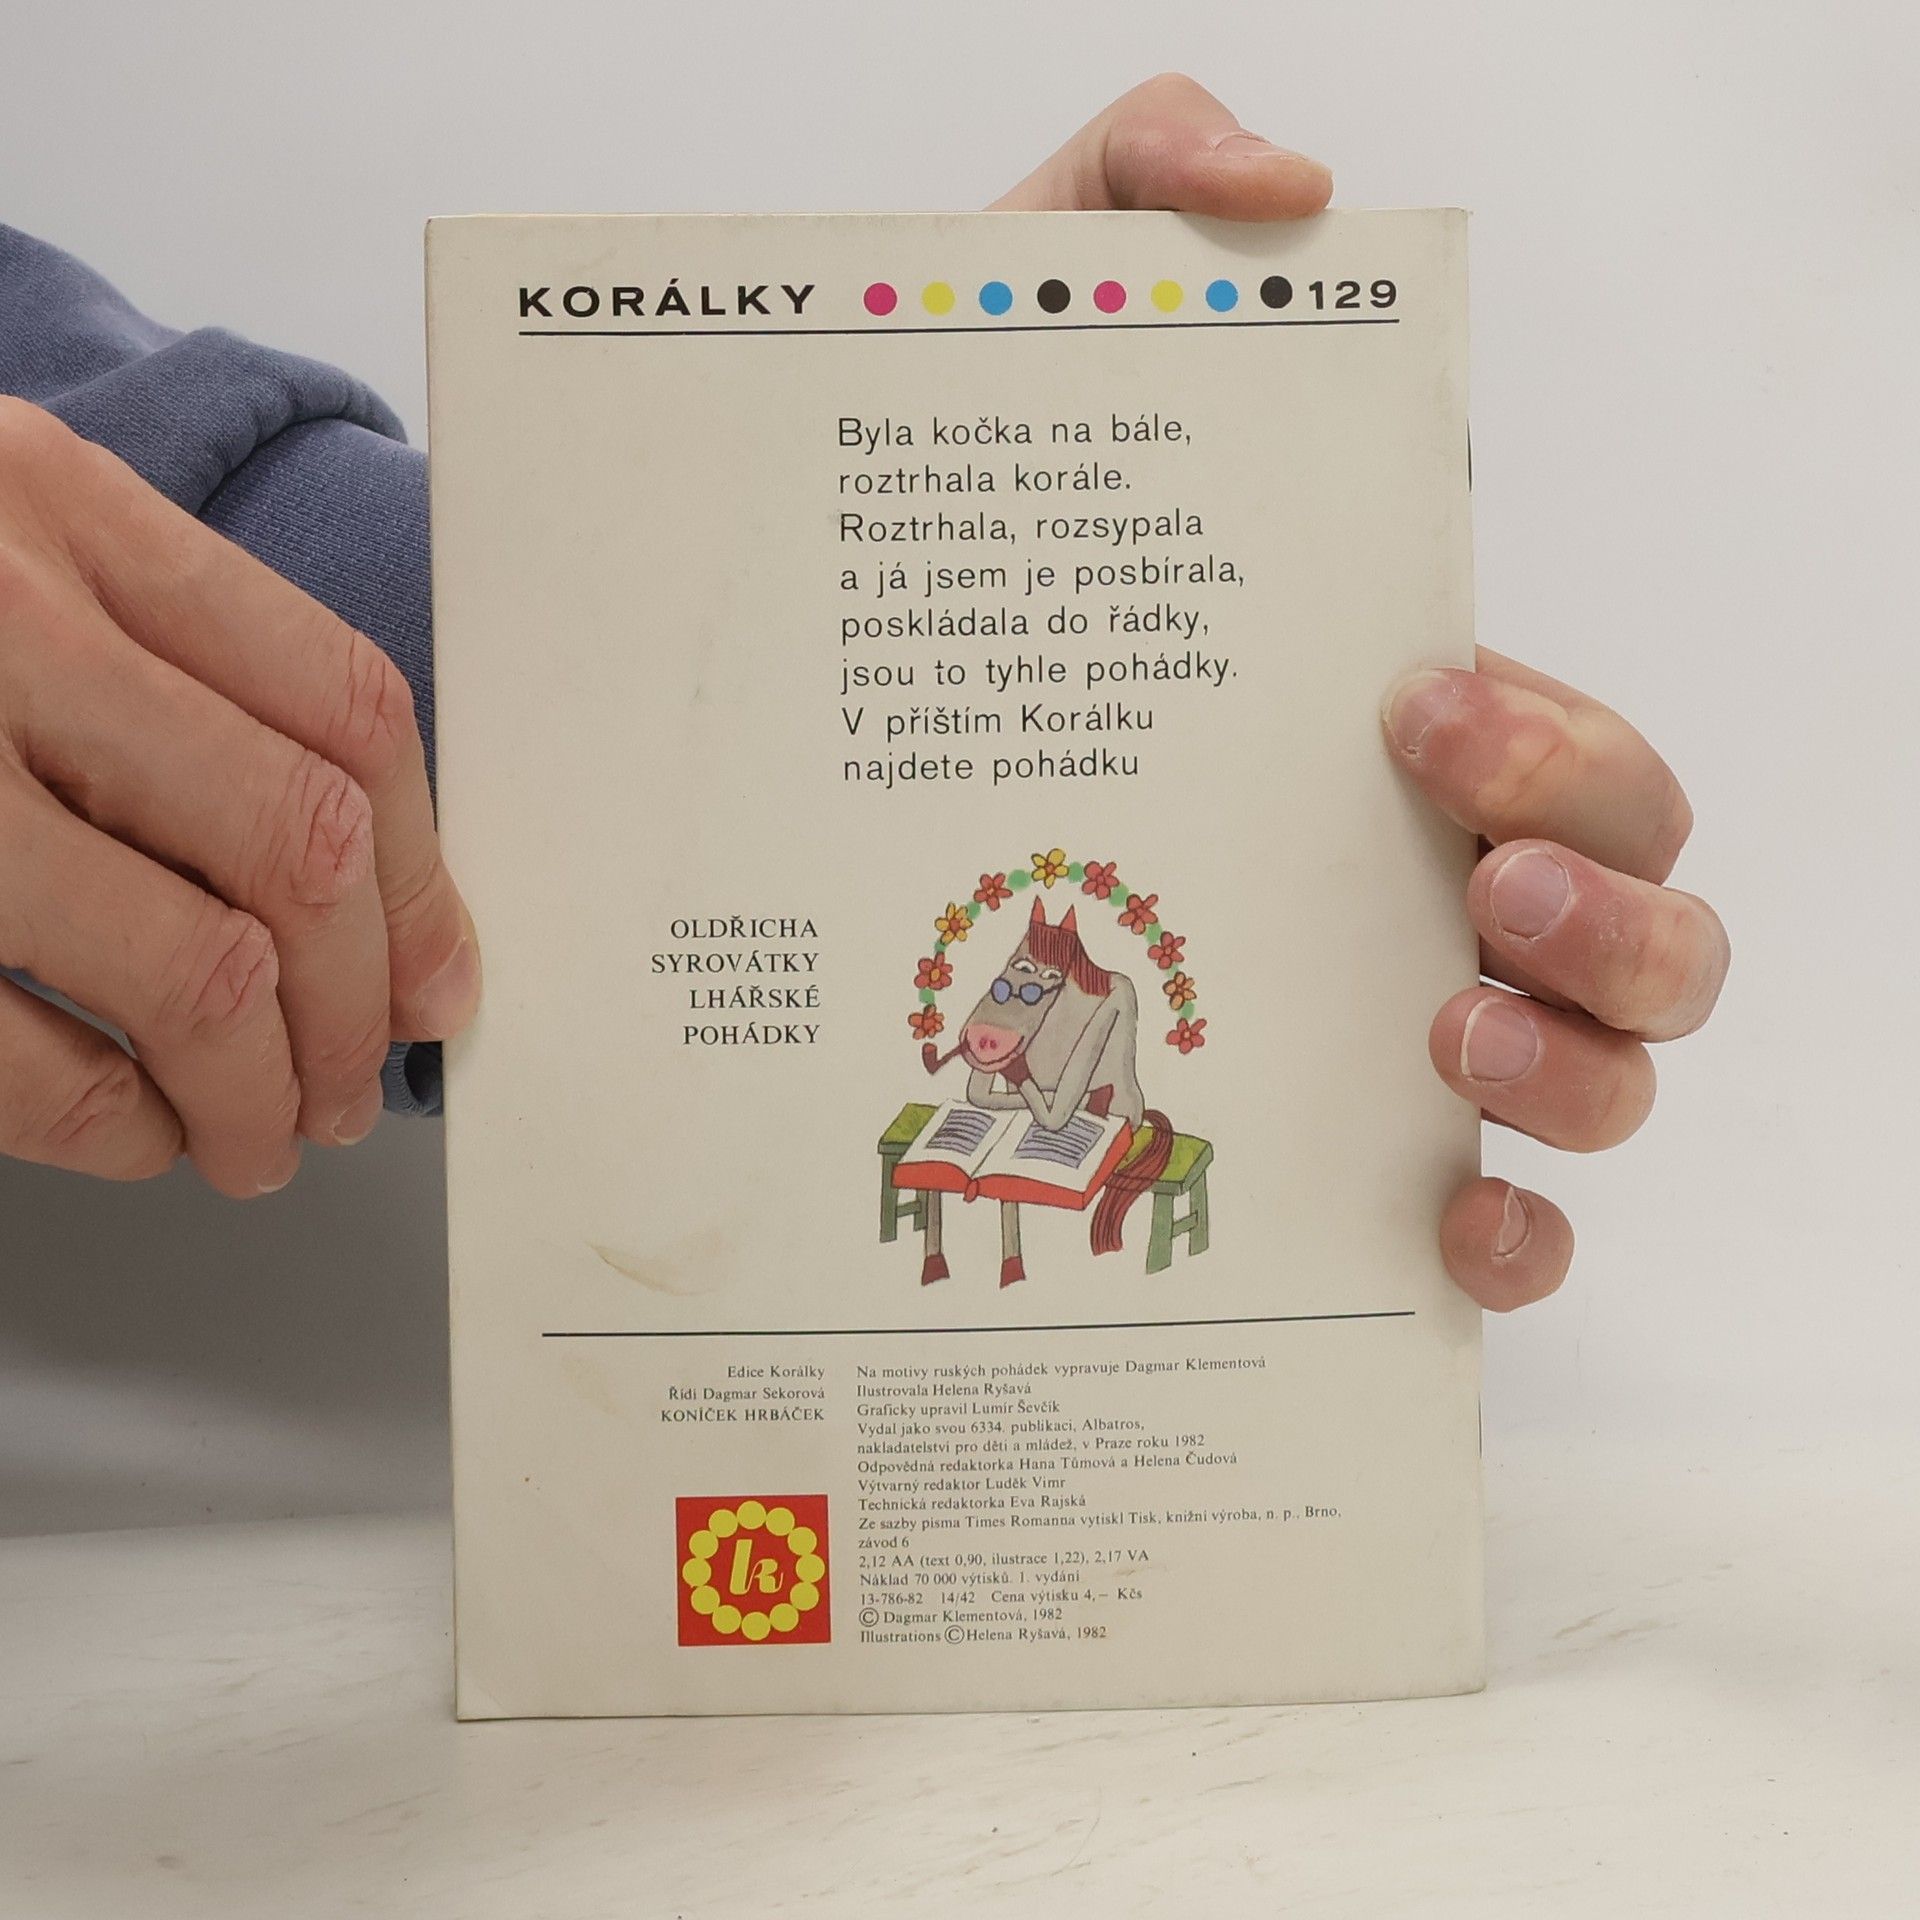 KORÁLKY 129
Byla kočka na bále,
roztrhala korále.
Roztrhala, rozsypala
a já jsem je posbírala,
poskládala do řádky,
jsou to tyhle pohádky.
V příštím Korálku
najdete pohádku
OLDŘICHA
SYROVÁTKY
LHÁŘSKÉ
POHÁDKY
Edice Korálky
Řídí Dagmar Sekorová
KONÍČEK HRBÁČEK
k
Na motivy ruských pohádek vypravuje Dagmar Klementová
Ilustrovala Helena Ryšavá
Graficky upravil Lumír Ševčík
Vydal jako svou 6334. publikaci, Albatros,
nakladatelství pro děti a mládež, v Praze roku 1982
Odpovědná redaktorka Hana Tůmová a Helena Čudová
Výtvarný redaktor Luděk Vimr
Technická redaktorka Eva Rajská
Ze sazby písma Times Romanna vytiskl Tisk, knižní výroba, n. p., Brno,
závod 6
2,12 AA (text 0,90, ilustrace 1,22), 2,17 VA
Náklad 70 000 výtisků. 1. vydání
13-786-82 14/42 Cena výtisku 4,– Kčs
© Dagmar Klementová, 1982
Illustrations © Helena Ryšavá, 1982